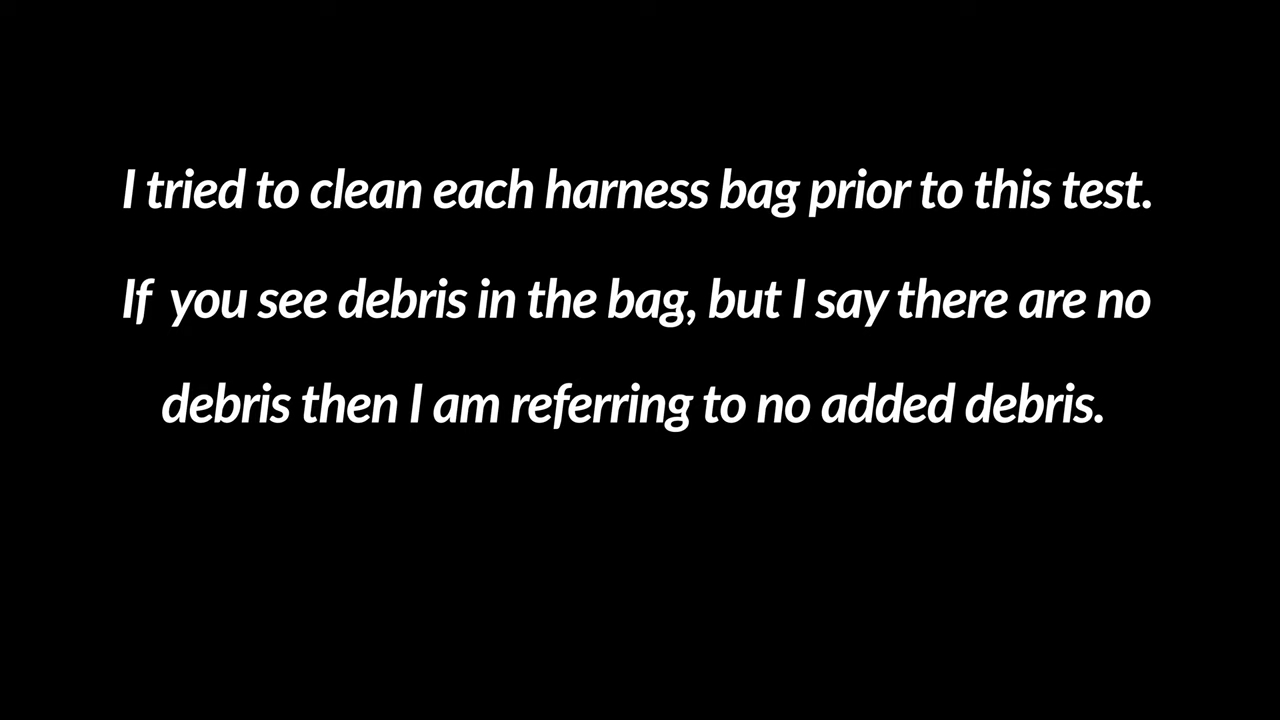 I tried to clean each harness bag prior to this test.
If  you see debris in the bag, but I say there are no
debris then I am referring to no added debris.